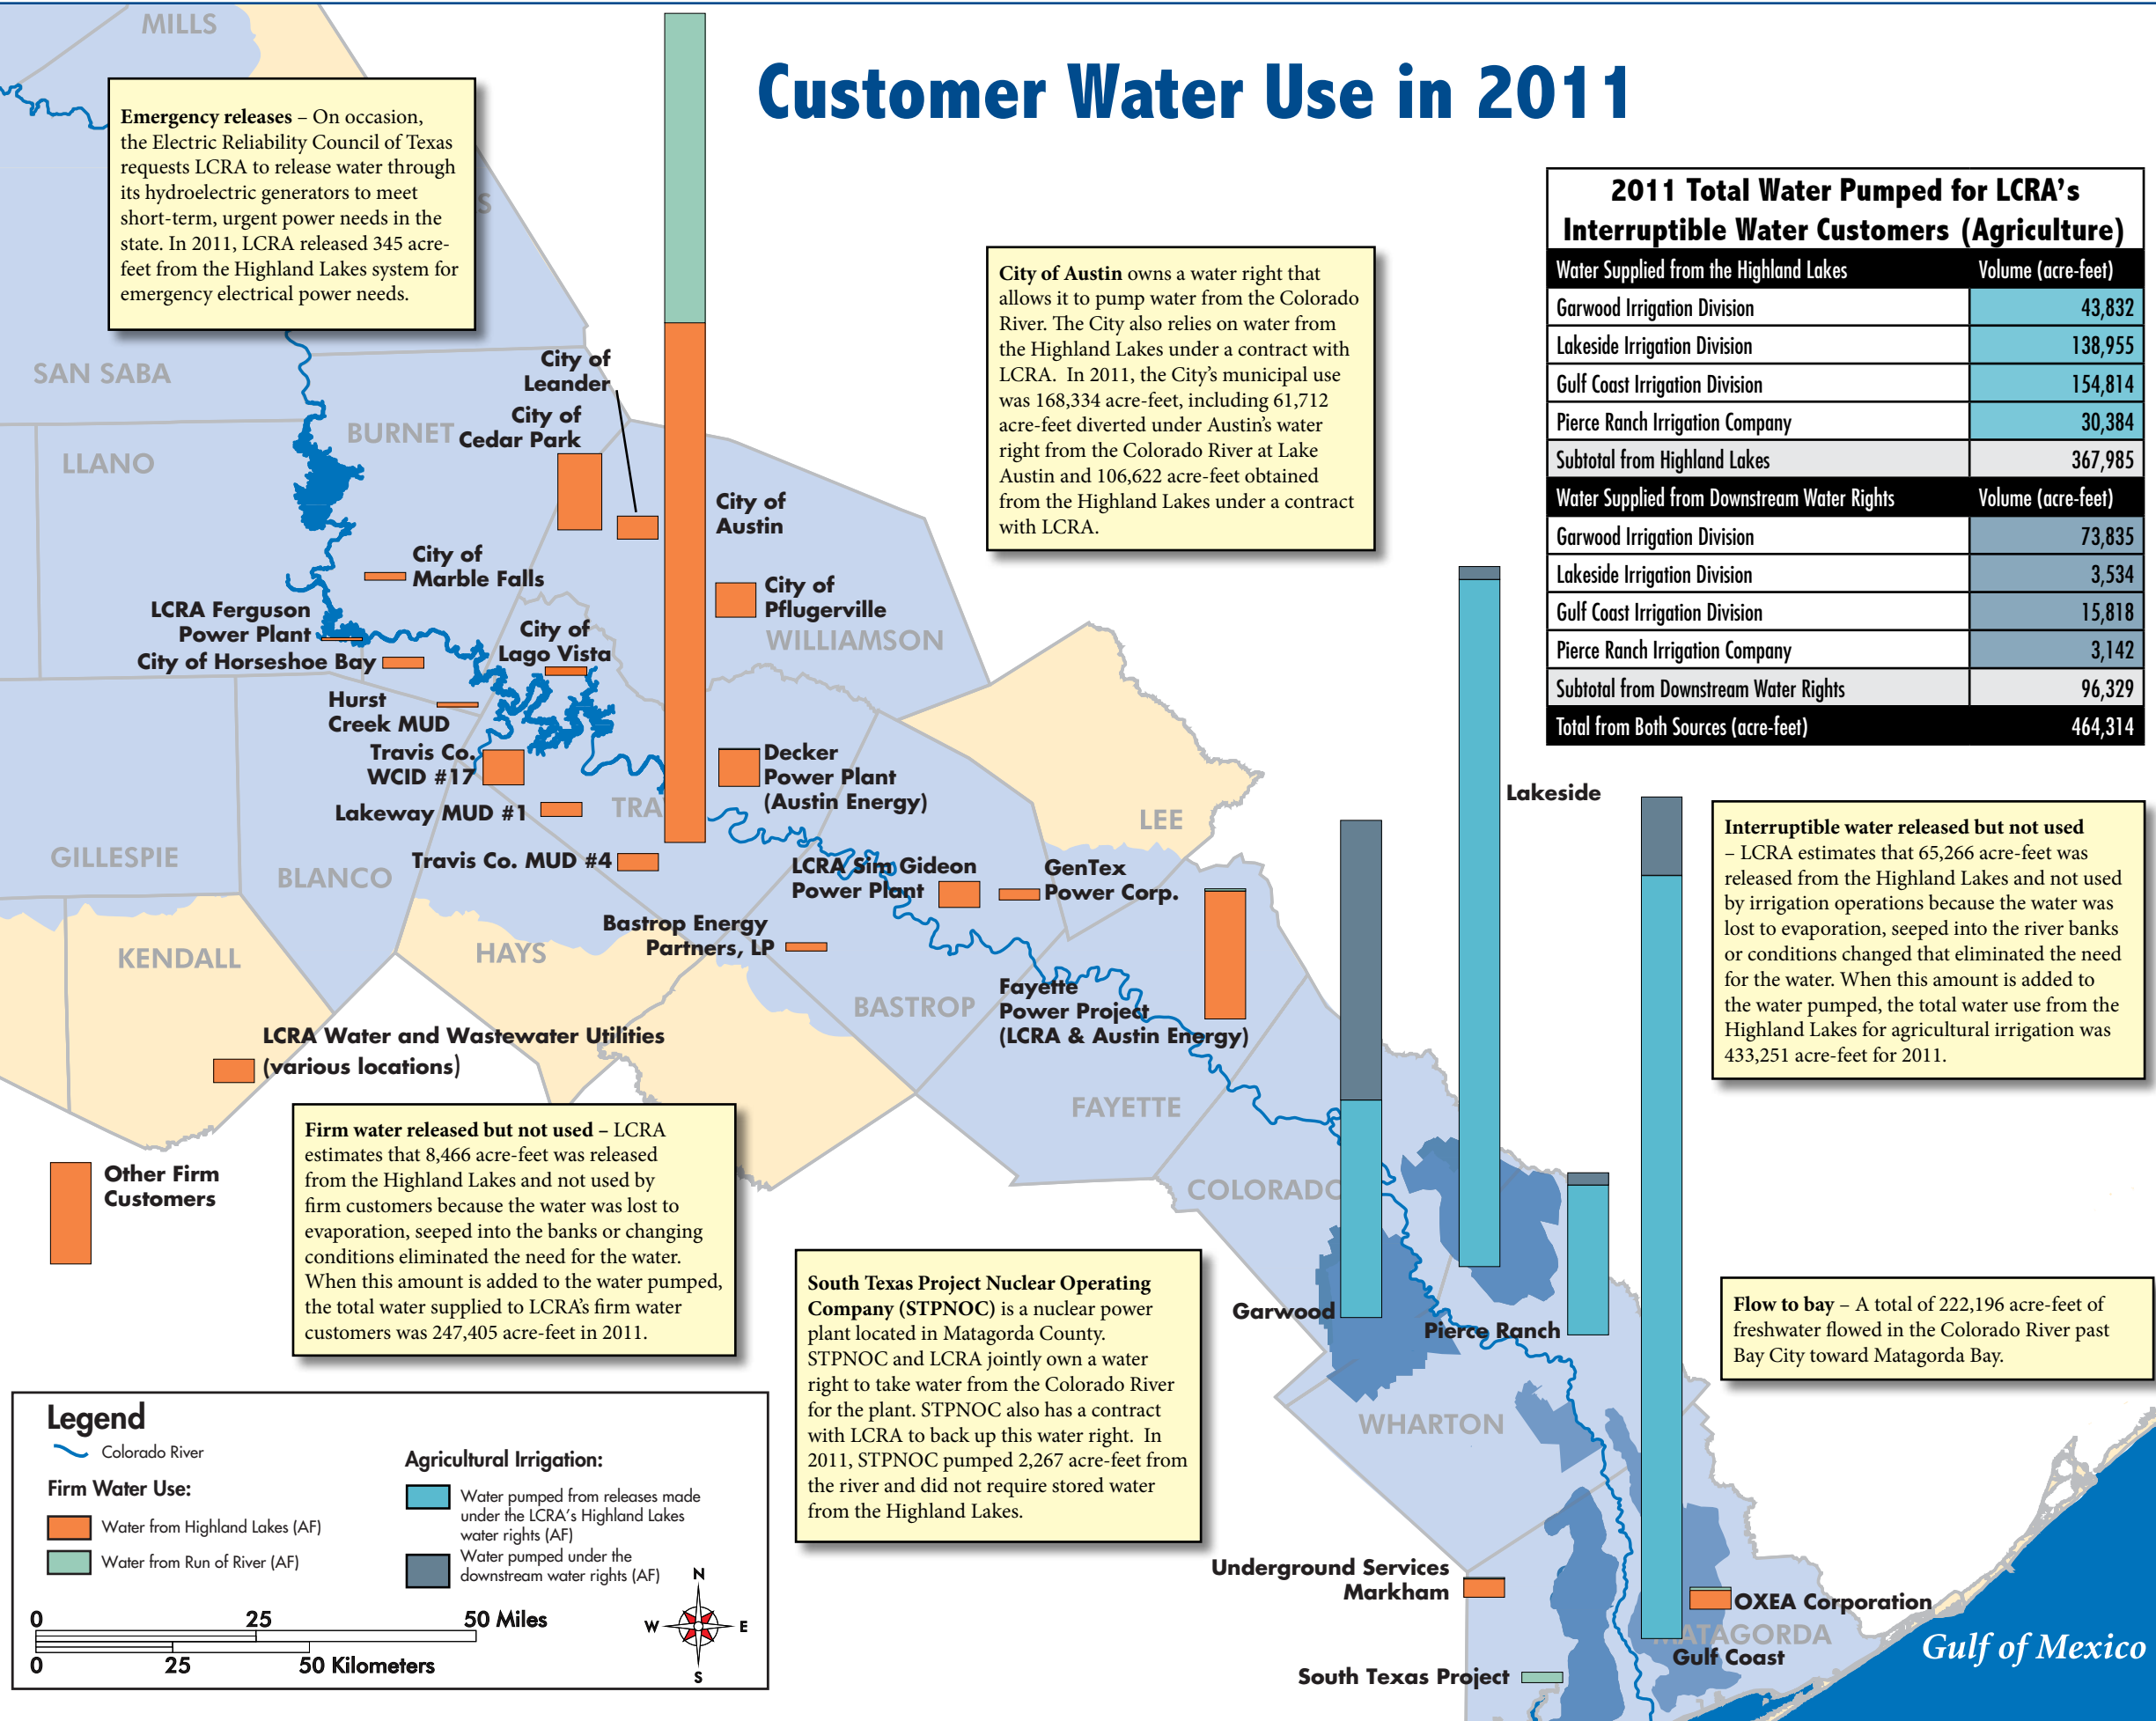 Customer Water Use in 2011
MILLS
Emergency releases – On occasion,
the Electric Reliability Council of Texas
requests LCRA to release water through
its hydroelectric generators to meet
short-term, urgent power needs in the
state. In 2011, LCRA released 345 acre-
feet from the Highland Lakes system for
emergency electrical power needs.
S
SAN SABA
LLANO
BURNET
City of
Leander
City of
Cedar Park
City of
Austin
City of
Marble Falls
City of
Pflugerville
WILLIAMSON
LCRA Ferguson
Power Plant
City of Horseshoe Bay
City of
Lago Vista
Hurst
Creek MUD
Travis Co.
WCID #17
Lakeway MUD #1
TRA
Decker
Power Plant
(Austin Energy)
Travis Co. MUD #4
GILLESPIE
BLANCO
LEE
LCRA Sim Gideon
Power Plant
GenTex
Power Corp.
Bastrop Energy
Partners, LP
KENDALL
HAYS
BASTROP
Fayette
Power Project
(LCRA & Austin Energy)
LCRA Water and Wastewater Utilities
(various locations)
FAYETTE
Other Firm
Customers
COLORADO
City of Austin owns a water right that
allows it to pump water from the Colorado
River. The City also relies on water from
the Highland Lakes under a contract with
LCRA. In 2011, the City's municipal use
was 168,334 acre-feet, including 61,712
acre-feet diverted under Austin's water
right from the Colorado River at Lake
Austin and 106,622 acre-feet obtained
from the Highland Lakes under a contract
with LCRA.
2011 Total Water Pumped for LCRA's
Interruptible Water Customers (Agriculture)
Water Supplied from the Highland Lakes Volume (acre-feet)
Garwood Irrigation Division 43,832
Lakeside Irrigation Division 138,955
Gulf Coast Irrigation Division 154,814
Pierce Ranch Irrigation Company 30,384
Subtotal from Highland Lakes 367,985
Water Supplied from Downstream Water Rights Volume (acre-feet)
Garwood Irrigation Division 73,835
Lakeside Irrigation Division 3,534
Gulf Coast Irrigation Division 15,818
Pierce Ranch Irrigation Company 3,142
Subtotal from Downstream Water Rights 96,329
Total from Both Sources (acre-feet) 464,314
Lakeside
Interruptible water released but not used
– LCRA estimates that 65,266 acre-feet was
released from the Highland Lakes and not used
by irrigation operations because the water was
lost to evaporation, seeped into the river banks
or conditions changed that eliminated the need
for the water. When this amount is added to
the water pumped, the total water use from the
Highland Lakes for agricultural irrigation was
433,251 acre-feet for 2011.
Firm water released but not used – LCRA
estimates that 8,466 acre-feet was released
from the Highland Lakes and not used by
firm customers because the water was lost to
evaporation, seeped into the banks or changing
conditions eliminated the need for the water.
When this amount is added to the water pumped,
the total water supplied to LCRA's firm water
customers was 247,405 acre-feet in 2011.
South Texas Project Nuclear Operating
Company (STPNOC) is a nuclear power
plant located in Matagorda County.
STPNOC and LCRA jointly own a water
right to take water from the Colorado River
for the plant. STPNOC also has a contract
with LCRA to back up this water right. In
2011, STPNOC pumped 2,267 acre-feet from
the river and did not require stored water
from the Highland Lakes.
Garwood
Pierce Ranch
Flow to bay – A total of 222,196 acre-feet of
freshwater flowed in the Colorado River past
Bay City toward Matagorda Bay.
WHARTON
Underground Services
Markham
OXEA Corporation
MATAGORDA
Gulf Coast
South Texas Project
Gulf of Mexico
Legend
Colorado River
Firm Water Use:
Water from Highland Lakes (AF)
Water from Run of River (AF)
Agricultural Irrigation:
Water pumped from releases made
under the LCRA's Highland Lakes
water rights (AF)
Water pumped under the
downstream water rights (AF)
0 25 50 Miles
0 25 50 Kilometers
N
W E
S